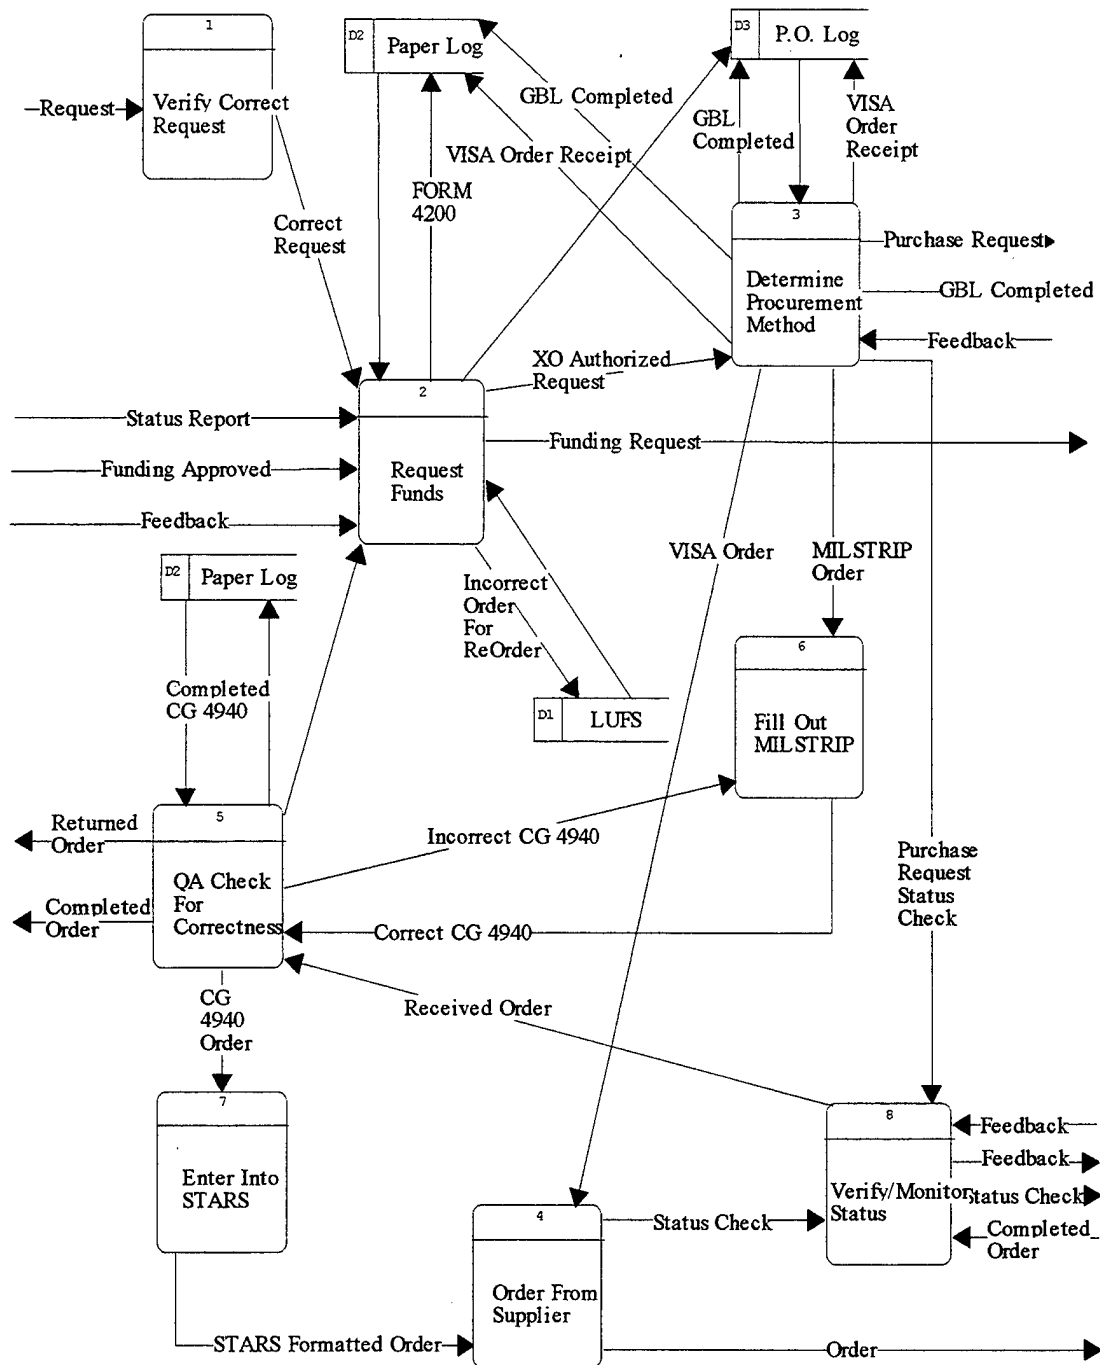 1
D2
Paper Log
D3
P.O. Log
Request
Verify Correct
Request
GBL Completed
GBL
Completed
VISA
Order
Receipt
VISA Order Receipt
FORM
4200
Correct
Request
3
Purchase Request
Determine
Procurement
Method
GBL Completed
Feedback
XO Authorized
Request
2
Status Report
Funding Request
Funding Approved
Request
Funds
Feedback
D2
Paper Log
VISA Order
MILSTRIP
Order
Incorrect
Order
For
ReOrder
6
Completed
CG 4940
D1
LUFS
Fill Out
MILSTRIP
5
Returned
Order
Incorrect CG 4940
Purchase
Request
Status
Check
QA Check
For
Correctness
Completed
Order
Correct CG 4940
CG
4940
Order
Received Order
7
8
Feedback
Feedback
Enter Into
STARS
Verify/Monitor
Status
Status Check
4
Status Check
Completed
Order
Order From
Supplier
STARS Formatted Order
Order